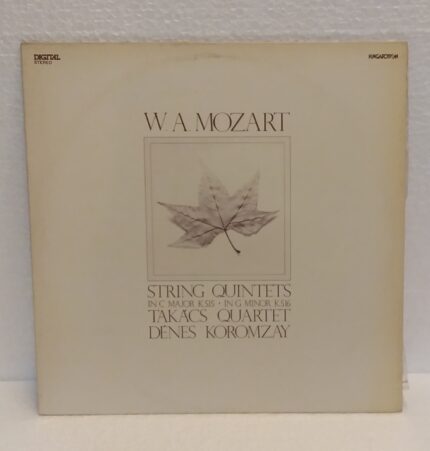 DIGITAL
STEREO
HUNGAROTON
W. A. MOZART
STRING QUINTETS
IN C MAJOR K.515 • IN G MINOR K.516
TAKÁCS QUARTET
DÉNES KOROMZAY